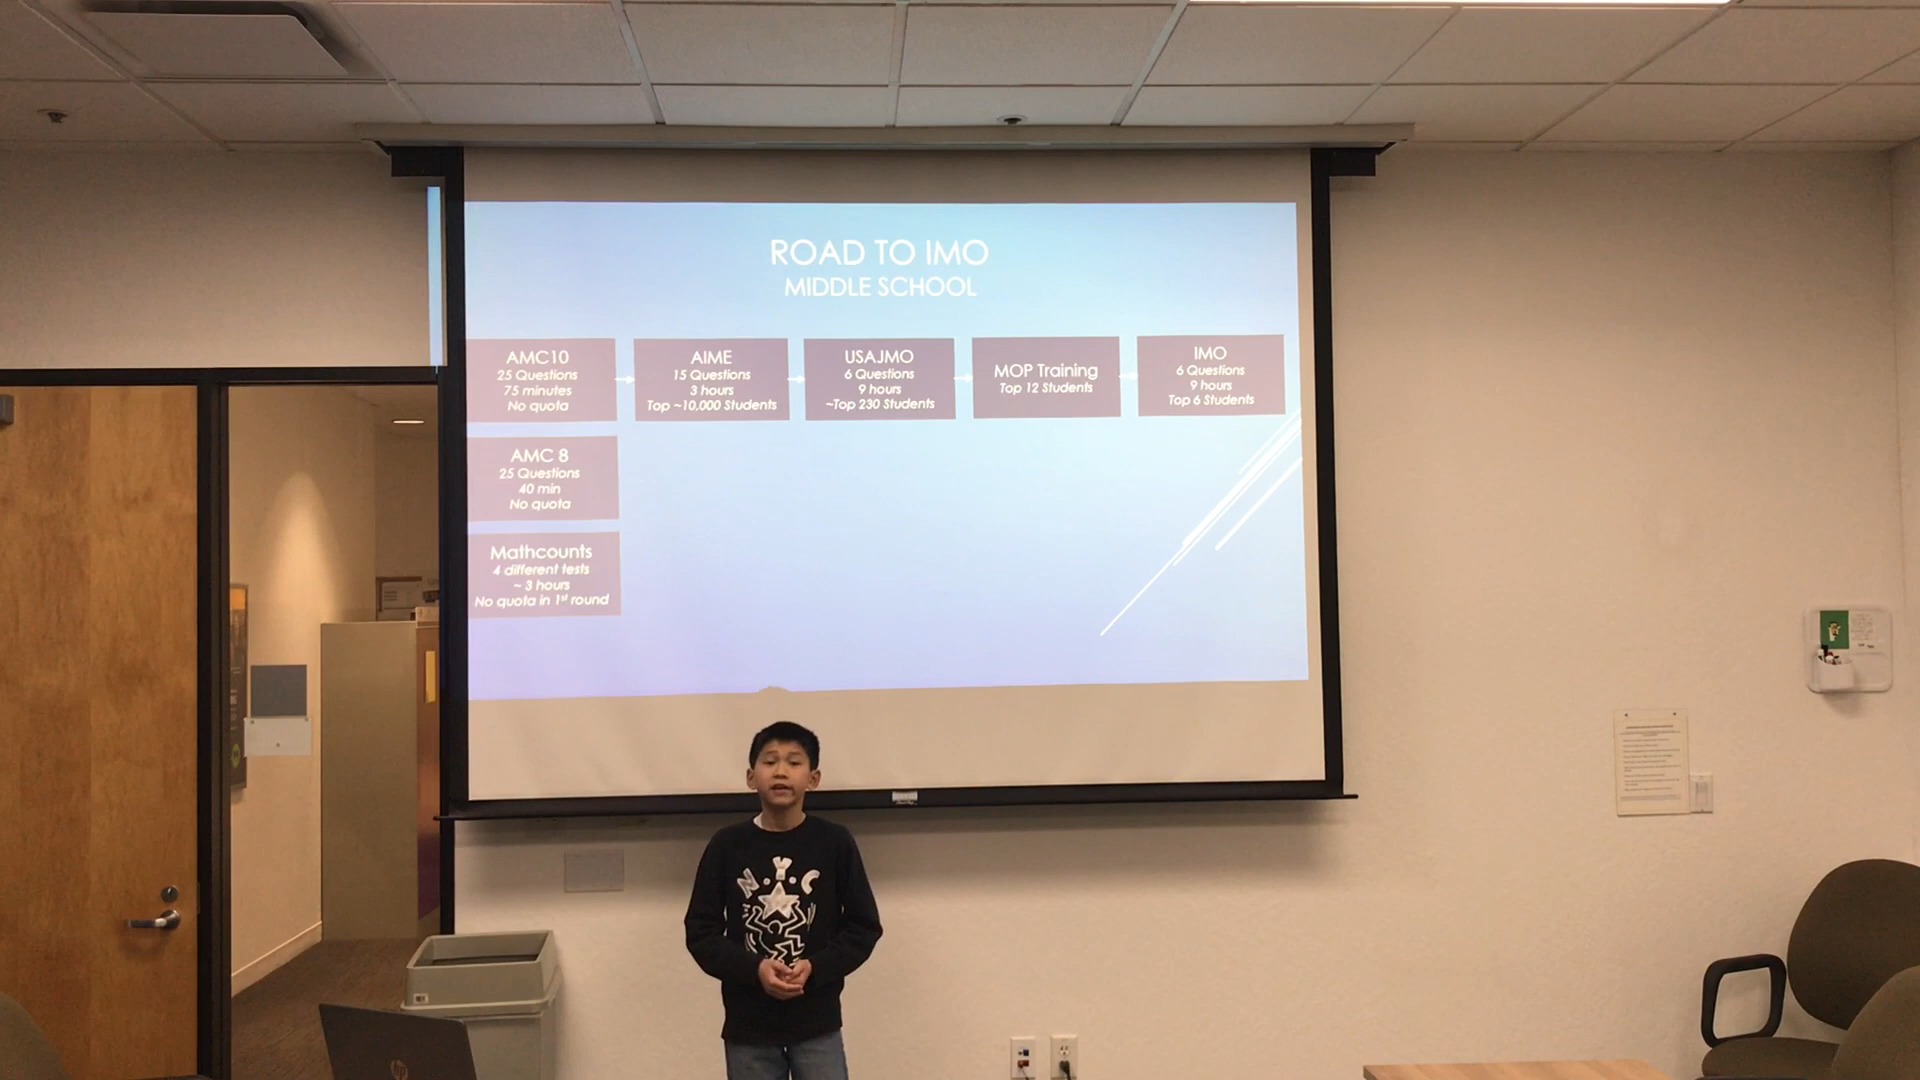 ROAD TO IMO
MIDDLE SCHOOL
AMC10
25 Questions
75 minutes
No quota
AIME
15 Questions
3 hours
Top ~10,000 Students
USAJMO
6 Questions
9 hours
~Top 230 Students
MOP Training
Top 12 Students
IMO
6 Questions
9 hours
Top 6 Students
AMC 8
25 Questions
40 min
No quota
Mathcounts
4 different tests
~ 3 hours
No quota in 1st round
N.Y.C
hp